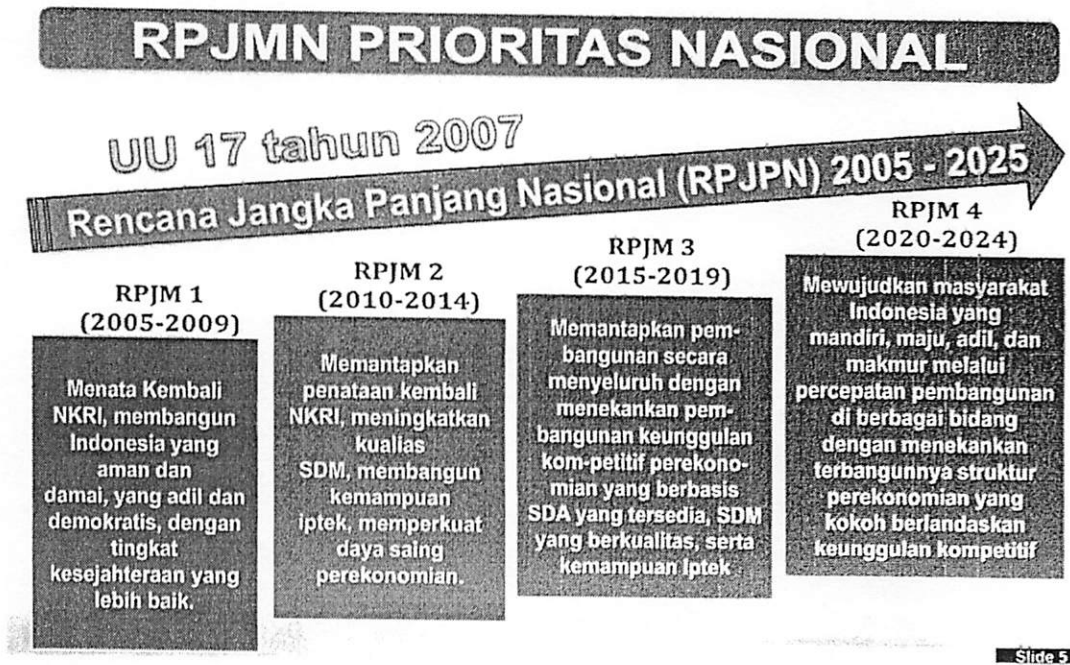 RPJMN PRIORITAS NASIONAL
UU 17 tahun 2007
Rencana Jangka Panjang Nasional (RPJPN) 2005 - 2025
RPJM 1
(2005-2009)
Menata Kembali
NKRI, membangun
Indonesia yang
aman dan
damai, yang adil dan
demokratis, dengan
tingkat
kesejahteraan yang
lebih baik.
RPJM 2
(2010-2014)
Memantapkan
penataan kembali
NKRI, meningkatkan
kualias
SDM, membangun
kemampuan
iptek, memperkuat
daya saing
perekonomian.
RPJM 3
(2015-2019)
Memantapkan pem-
bangunan secara
menyeluruh dengan
menekankan pem-
bangunan keunggulan
kom-petitif perekono-
mian yang berbasis
SDA yang tersedia, SDM
yang berkualitas, serta
kemampuan Iptek
RPJM 4
(2020-2024)
Mewujudkan masyarakat
Indonesia yang
mandiri, maju, adil, dan
makmur melalui
percepatan pembangunan
di berbagai bidang
dengan menekankan
terbangunnya struktur
perekonomian yang
kokoh berlandaskan
keunggulan kompetitif
Slide 5